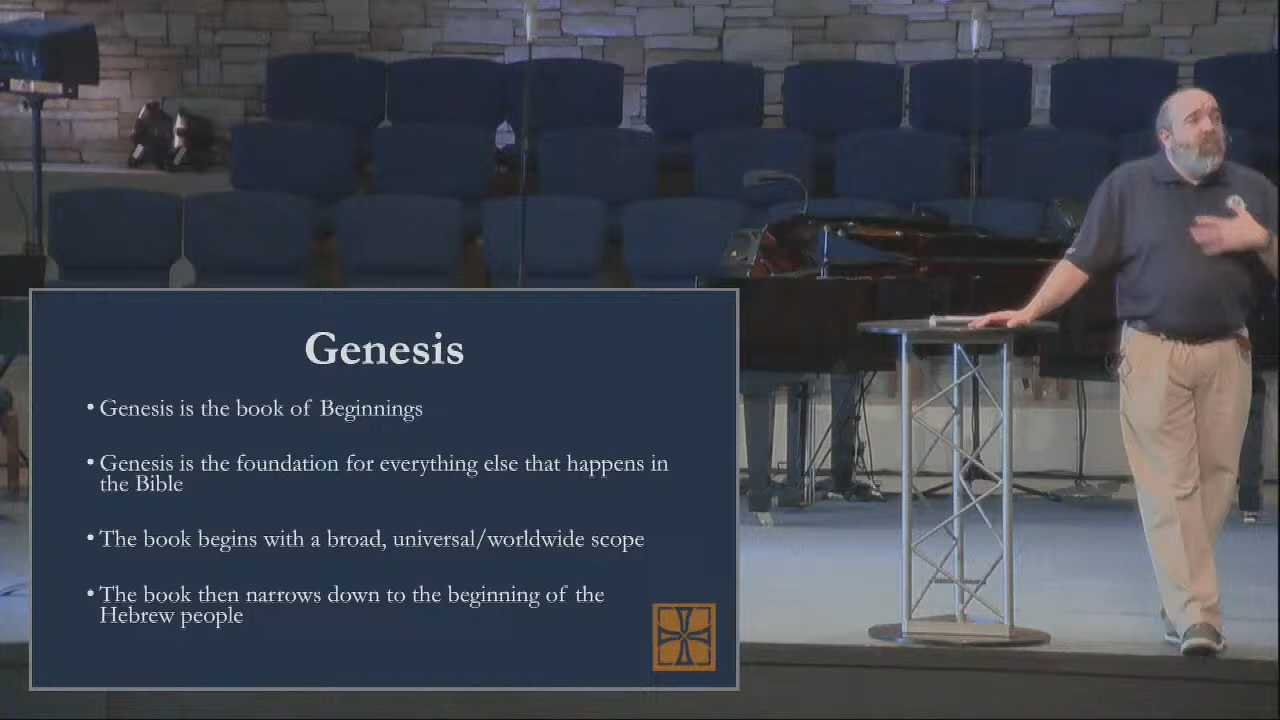 Genesis
• Genesis is the book of Beginnings
• Genesis is the foundation for everything else that happens in
the Bible
• The book begins with a broad, universal/worldwide scope
• The book then narrows down to the beginning of the
Hebrew people